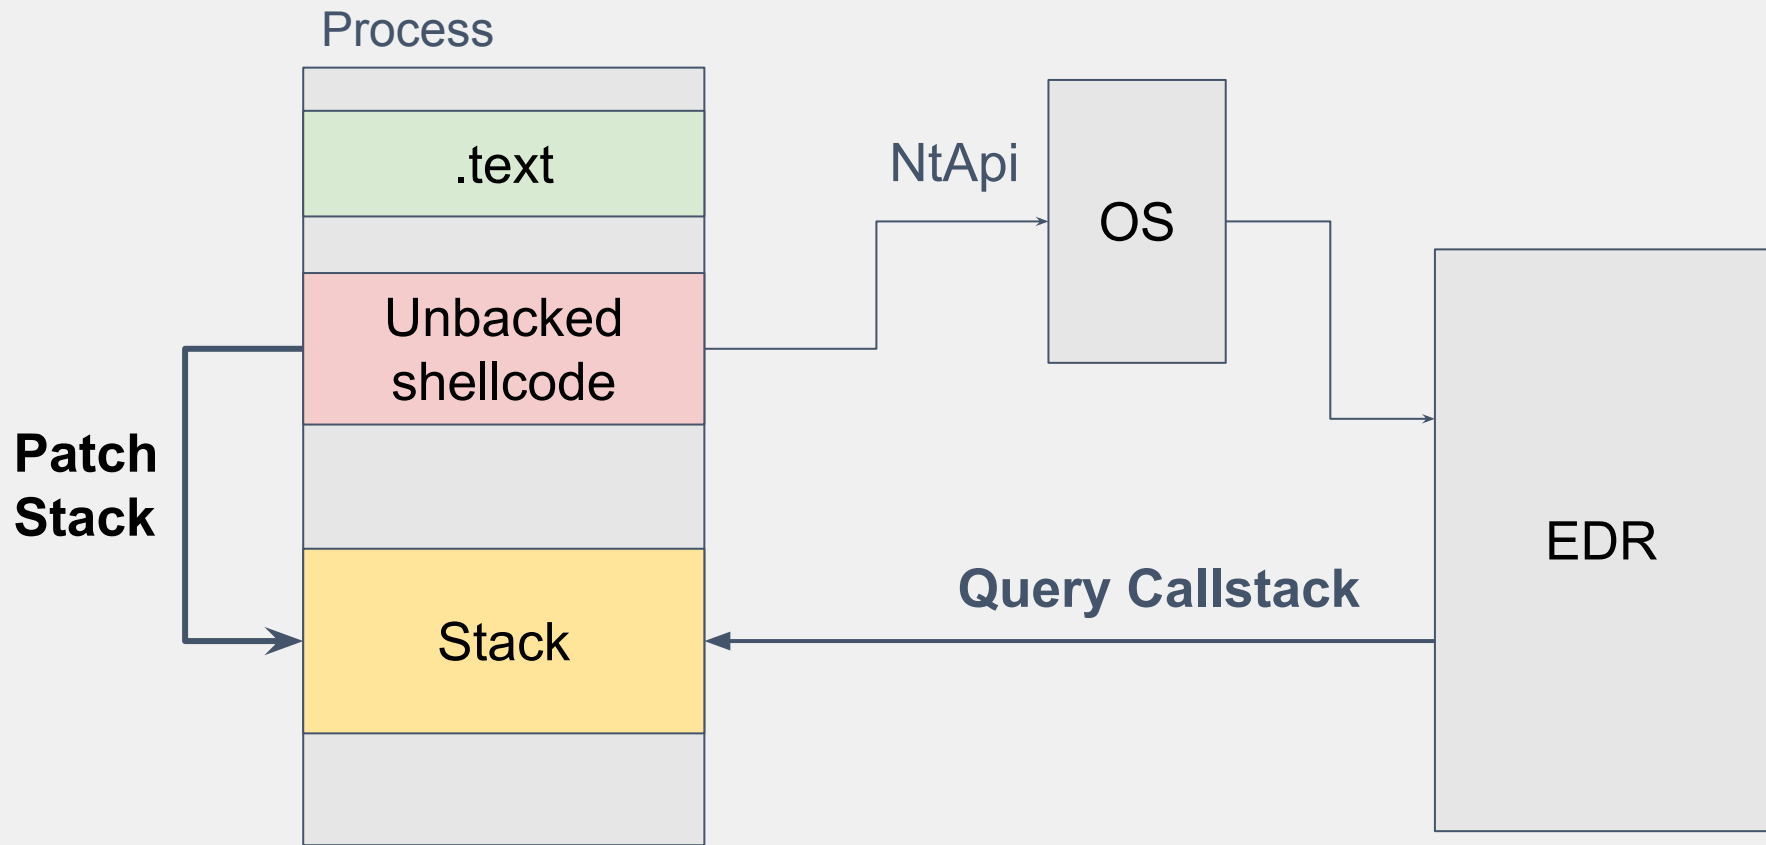 Process
.text
NtApi
OS
Unbacked
shellcode
Patch
Stack
EDR
Query Callstack
Stack